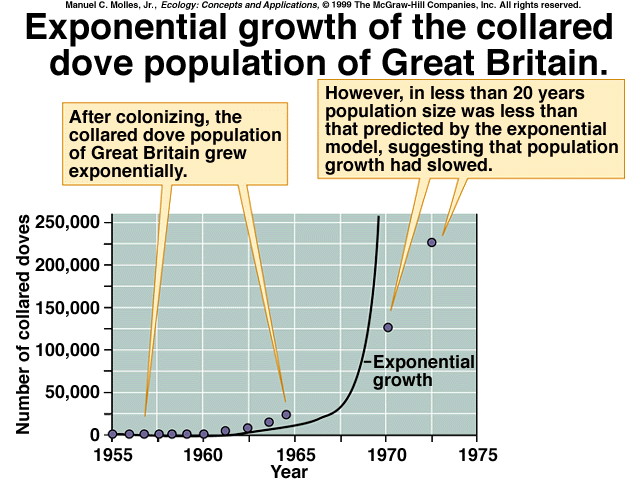 Manuel C. Molles, Jr., Ecology: Concepts and Applications, © 1999 The McGraw-Hill Companies, Inc. All rights reserved.
Exponential growth of the collared
dove population of Great Britain.
After colonizing, the
collared dove population
of Great Britain grew
exponentially.
However, in less than 20 years
population size was less than
that predicted by the exponential
model, suggesting that population
growth had slowed.
Number of collared doves
250,000
200,000
150,000
100,000
50,000
0
Exponential
growth
1955
1960
1965
1970
1975
Year